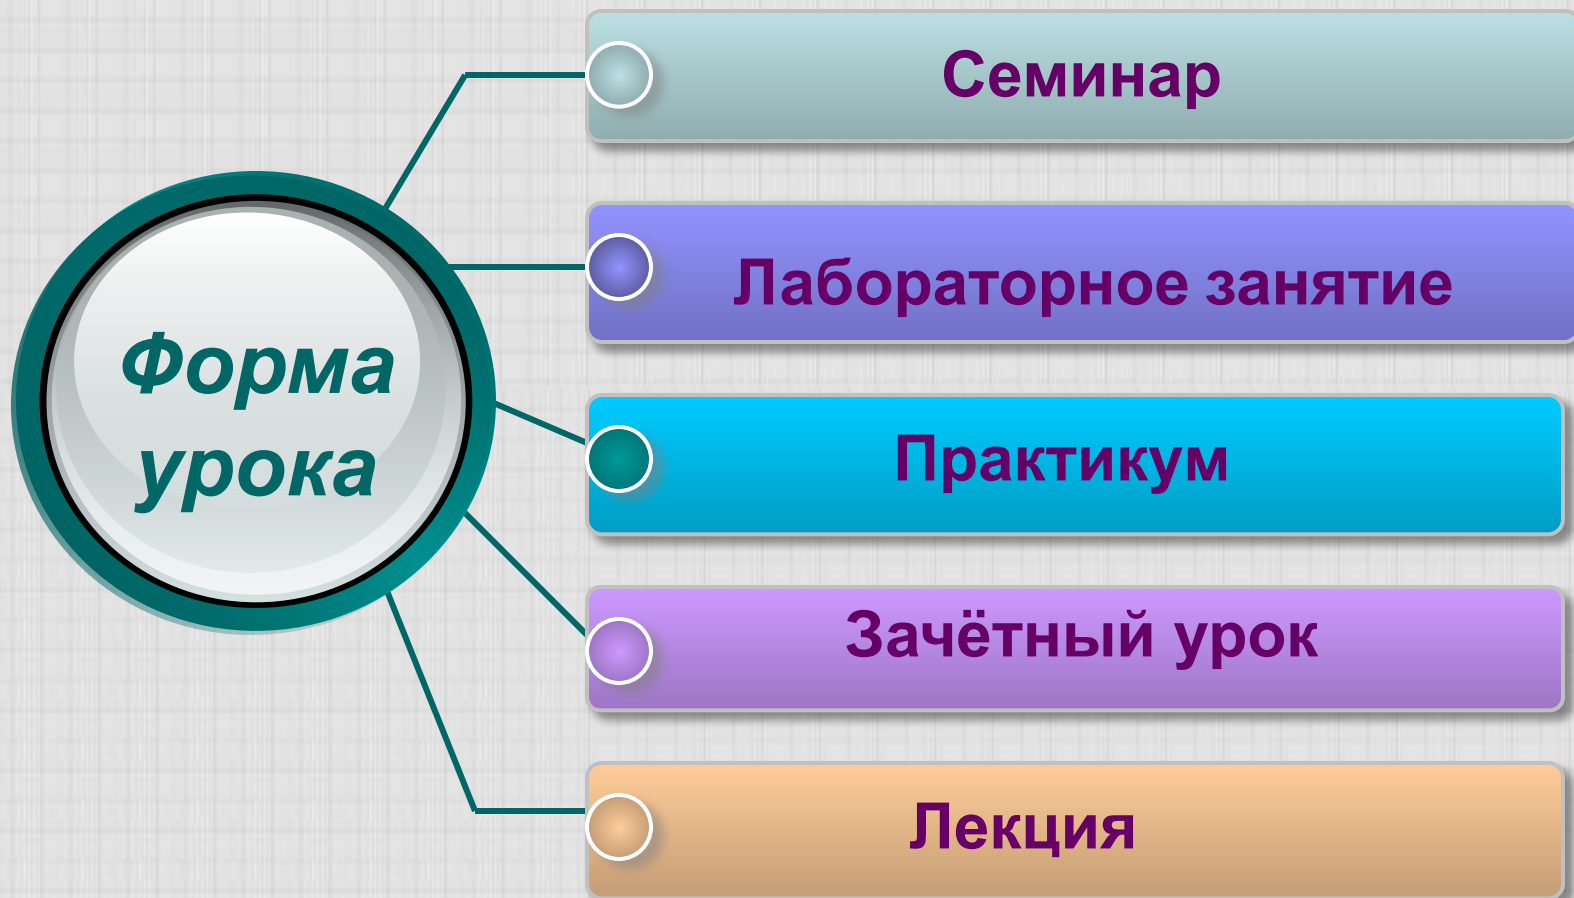 Форма
урока
Семинар
Лабораторное занятие
Практикум
Зачётный урок
Лекция